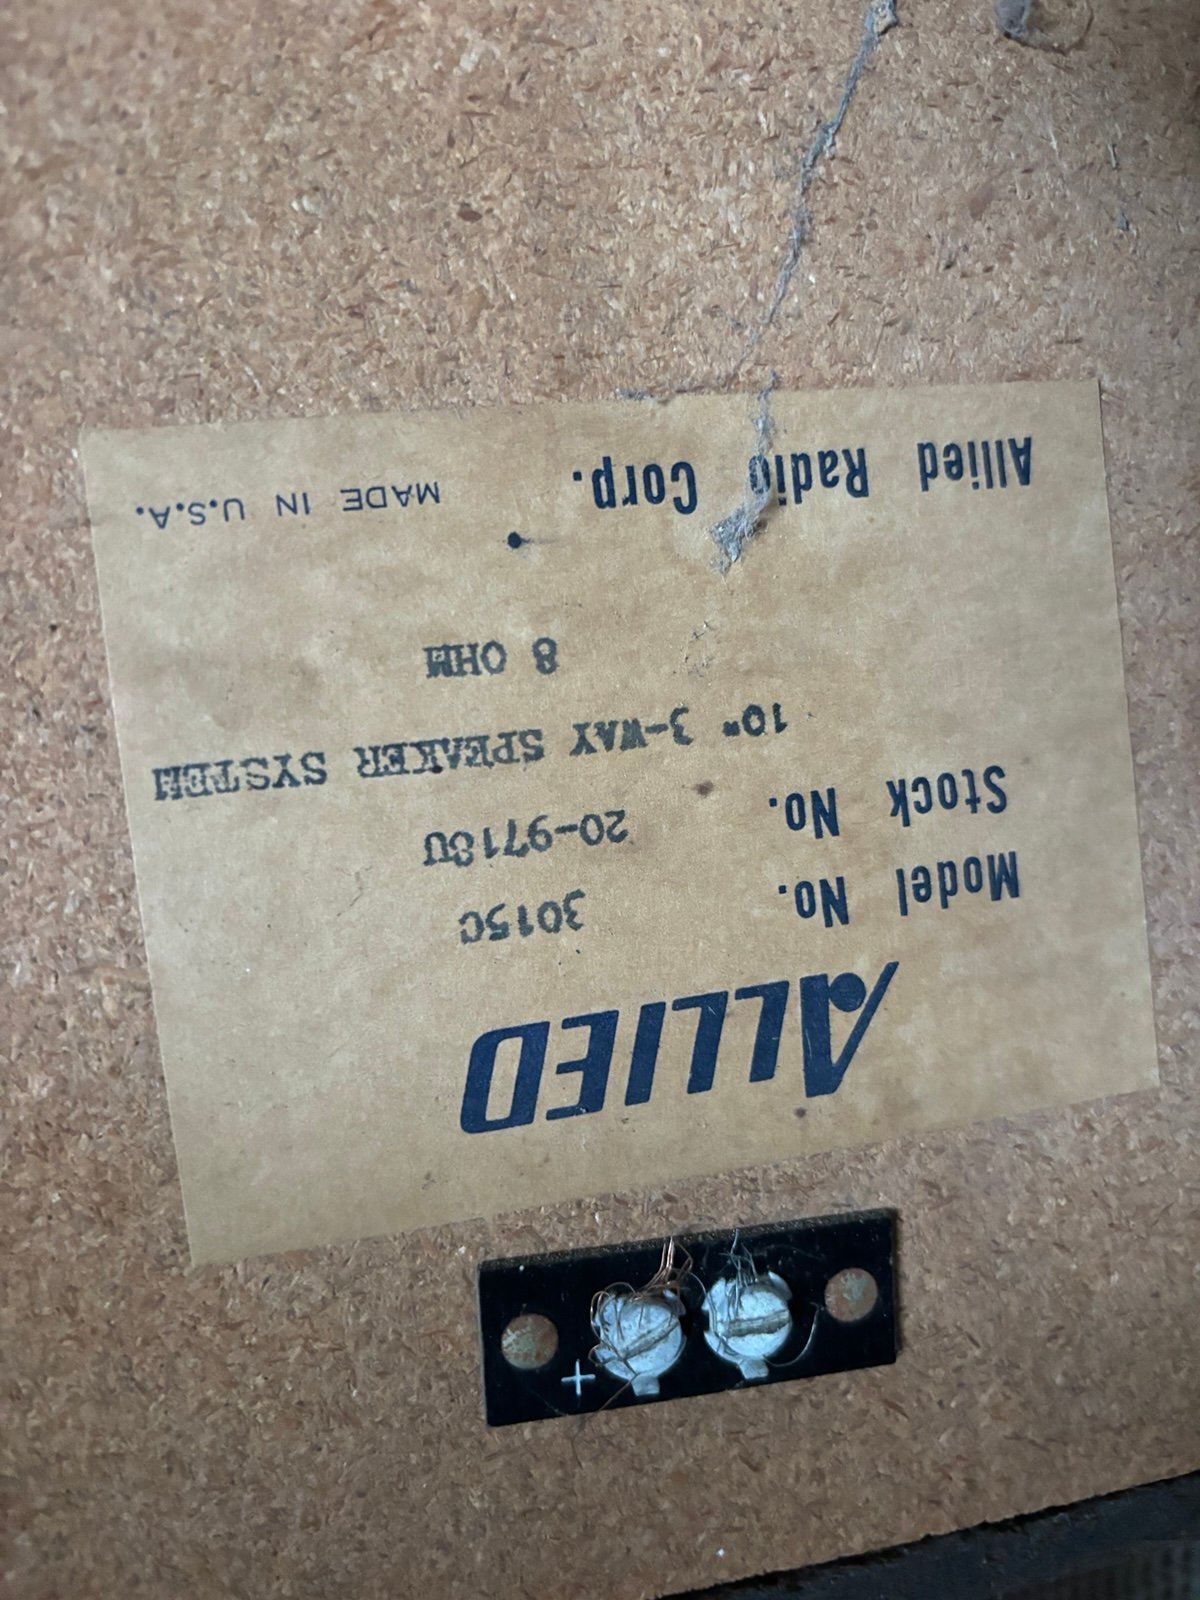 ALLIED
Model No. 3015C
Stock No. 20-9718U
10" 3-WAY SPEAKER SYSTEM
8 OHM
Allied Radio Corp. MADE IN U.S.A.
+